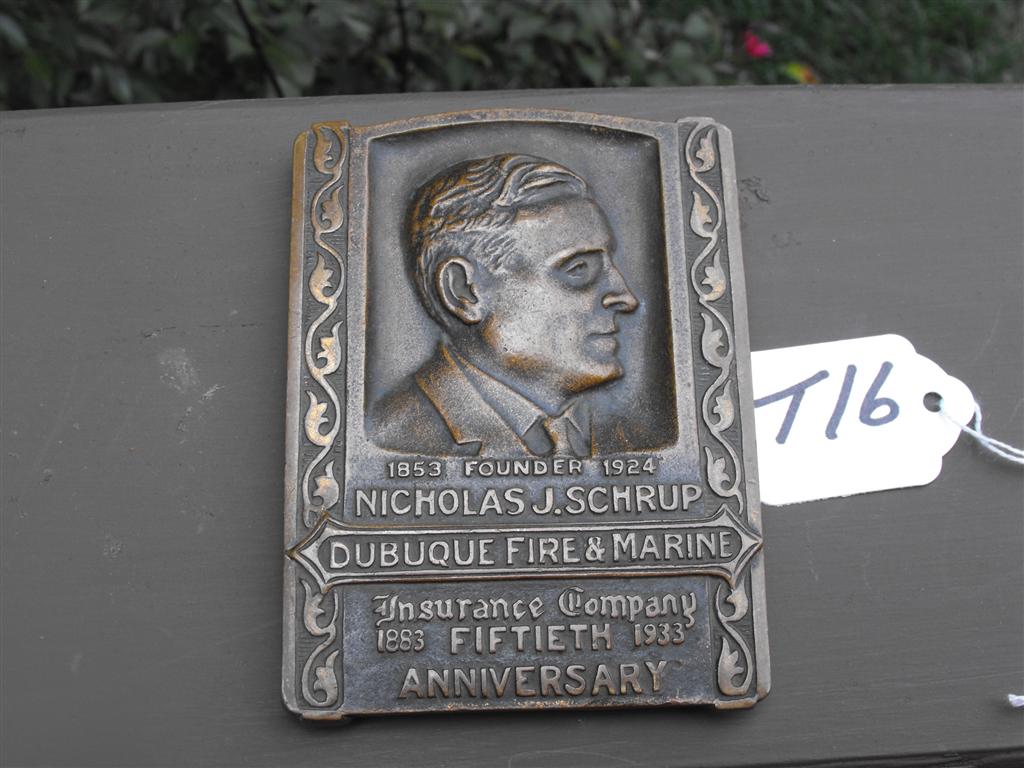 1853 FOUNDER 1924
NICHOLAS J. SCHRUP
DUBUQUE FIRE & MARINE
Insurance Company
1883 FIFTIETH 1933
ANNIVERSARY
T16